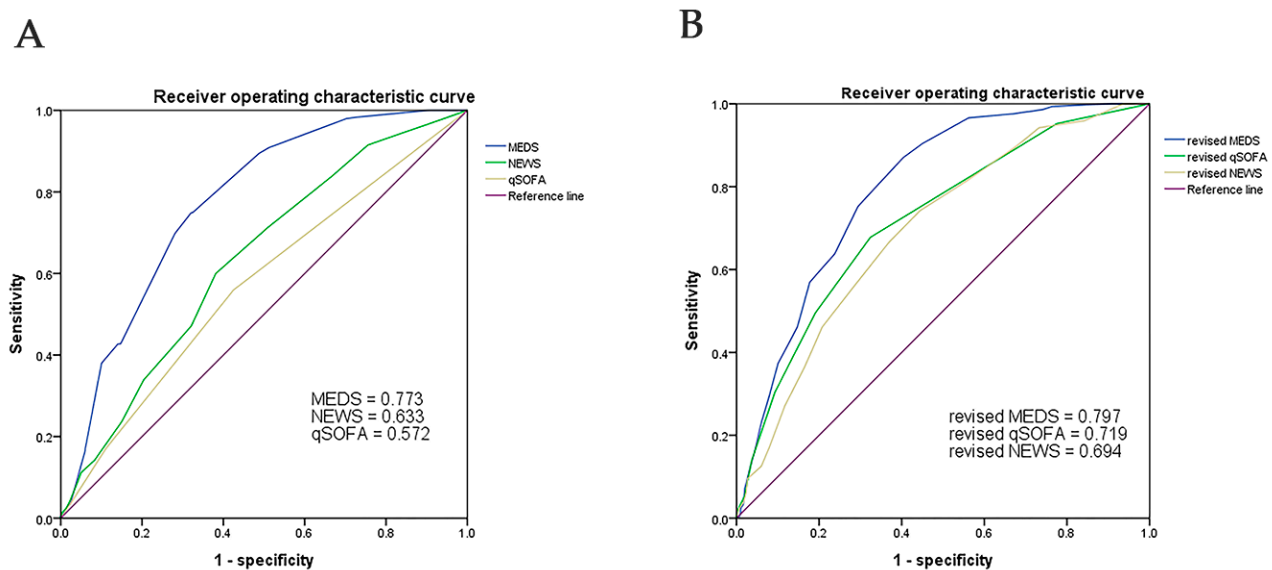 A
Receiver operating characteristic curve
1.0
0.8
0.6
0.4
0.2
0.0
Sensitivity
0.0 0.2 0.4 0.6 0.8 1.0
1 - specificity
MEDS
NEWS
qSOFA
Reference line
MEDS = 0.773
NEWS = 0.633
qSOFA = 0.572
B
Receiver operating characteristic curve
1.0
0.8
0.6
0.4
0.2
0.0
Sensitivity
0.0 0.2 0.4 0.6 0.8 1.0
1 - specificity
revised MEDS
revised qSOFA
revised NEWS
Reference line
revised MEDS = 0.797
revised qSOFA = 0.719
revised NEWS = 0.694